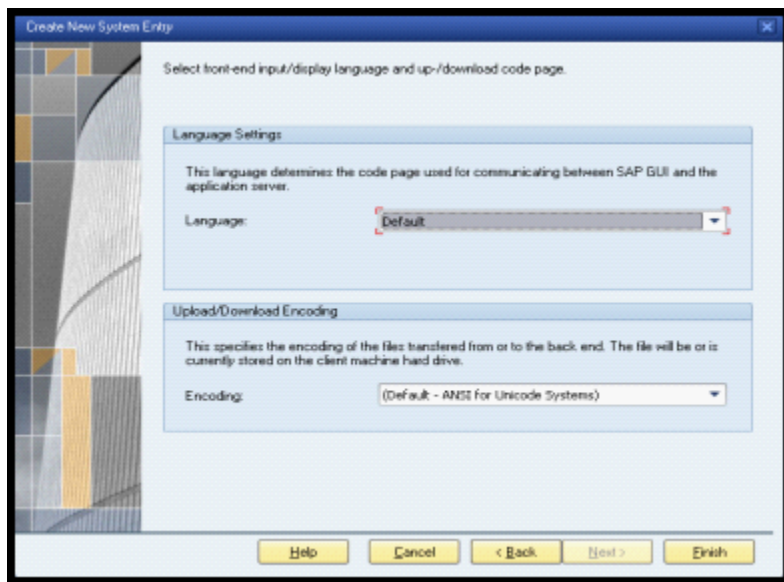 Create New System Entry
Select front-end input/display language and up-/download code page.
Language Settings
This language determines the code page used for communicating between SAP GUI and the
application server.
Language: Default
Upload/Download Encoding
This specifies the encoding of the files transfered from or to the back end. The file will be or is
currently stored on the client machine hard drive.
Encoding: (Default - ANSI for Unicode Systems)
Help Cancel < Back Next > Finish